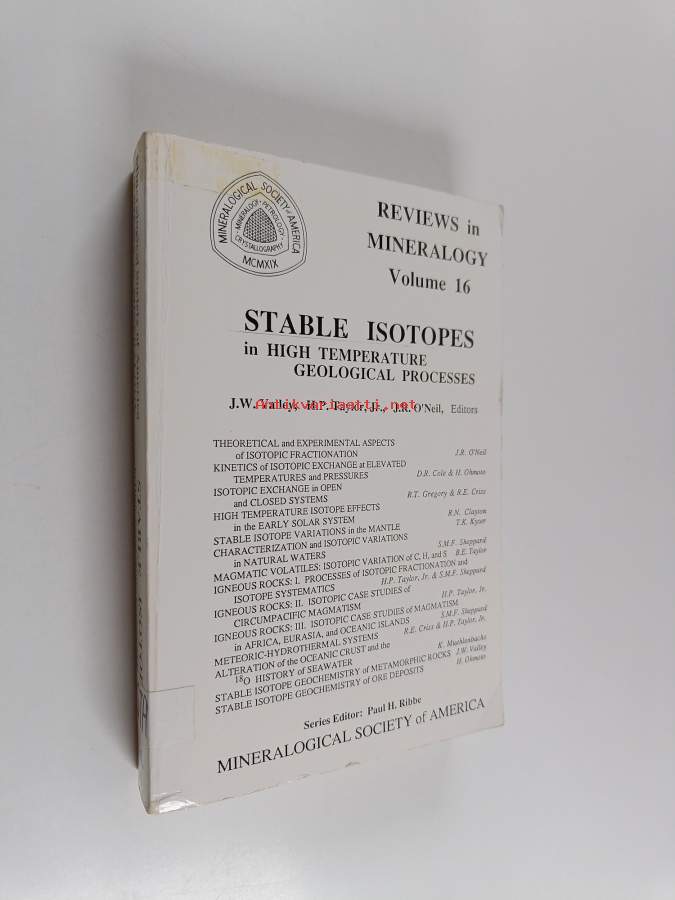 MINERALOGICAL SOCIETY of AMERICA
MINERALOGY · PETROLOGY
CRYSTALLOGRAPHY
MCMXIX
REVIEWS in
MINERALOGY
Volume 16
STABLE ISOTOPES
in HIGH TEMPERATURE
GEOLOGICAL PROCESSES
J.W. Valley, H.P. Taylor, Jr., J.R. O'Neil, Editors
Antikvariaatti.net
THEORETICAL and EXPERIMENTAL ASPECTS
of ISOTOPIC FRACTIONATION J.R. O'Neil
KINETICS of ISOTOPIC EXCHANGE at ELEVATED
TEMPERATURES and PRESSURES D.R. Cole & H. Ohmoto
ISOTOPIC EXCHANGE in OPEN
and CLOSED SYSTEMS R.T. Gregory & R.E. Criss
HIGH TEMPERATURE ISOTOPE EFFECTS
in the EARLY SOLAR SYSTEM R.N. Clayton
STABLE ISOTOPE VARIATIONS in the MANTLE T.K. Kyser
CHARACTERIZATION and ISOTOPIC VARIATIONS
in NATURAL WATERS S.M.F. Sheppard
MAGMATIC VOLATILES: ISOTOPIC VARIATION of C, H, and S B.E. Taylor
IGNEOUS ROCKS: I. PROCESSES of ISOTOPIC FRACTIONATION and
ISOTOPE SYSTEMATICS H.P. Taylor, Jr. & S.M.F. Sheppard
IGNEOUS ROCKS: II. ISOTOPIC CASE STUDIES of
CIRCUMPACIFIC MAGMATISM H.P. Taylor, Jr.
IGNEOUS ROCKS: III. ISOTOPIC CASE STUDIES of MAGMATISM
in AFRICA, EURASIA, and OCEANIC ISLANDS S.M.F. Sheppard
METEORIC-HYDROTHERMAL SYSTEMS R.E. Criss & H.P. Taylor, Jr.
ALTERATION of the OCEANIC CRUST and the
¹⁸O HISTORY of SEAWATER K. Muehlenbachs
STABLE ISOTOPE GEOCHEMISTRY of METAMORPHIC ROCKS J.W. Valley
STABLE ISOTOPE GEOCHEMISTRY of ORE DEPOSITS H. Ohmoto
Series Editor: Paul H. Ribbe
MINERALOGICAL SOCIETY of AMERICA